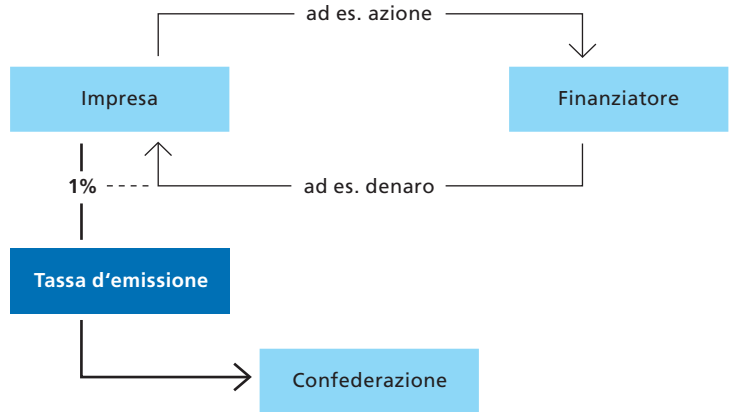 ad es. azione
Impresa
Finanziatore
1%
ad es. denaro
Tassa d‘emissione
Confederazione